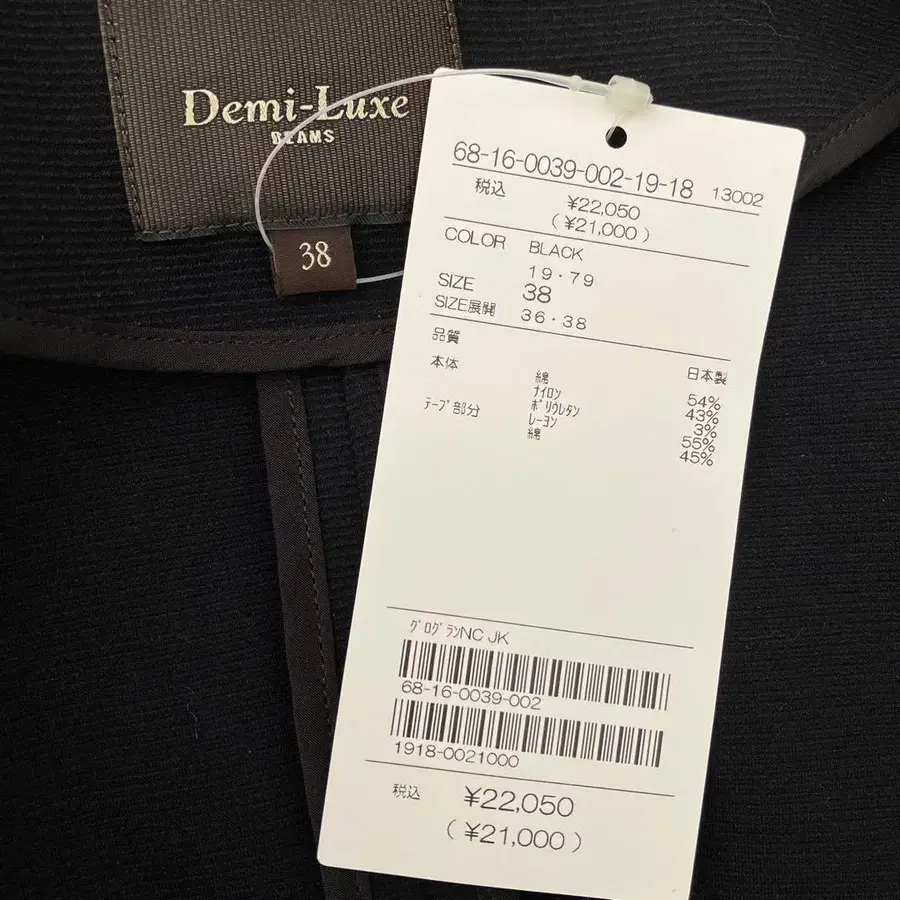 Demi-Luxe
BEAMS
38
68-16-0039-002-19-18 13002
税込 ¥22,050
(¥21,000)
COLOR BLACK
19・79
SIZE 38
SIZE展開 36・38
品質 日本製
本体 綿 54%
ナイロン 43%
ポリウレタン 3%
テープ部分 レーヨン 55%
綿 45%
グログランNC JK
68-16-0039-002
1918-0021000
税込 ¥22,050
(¥21,000)